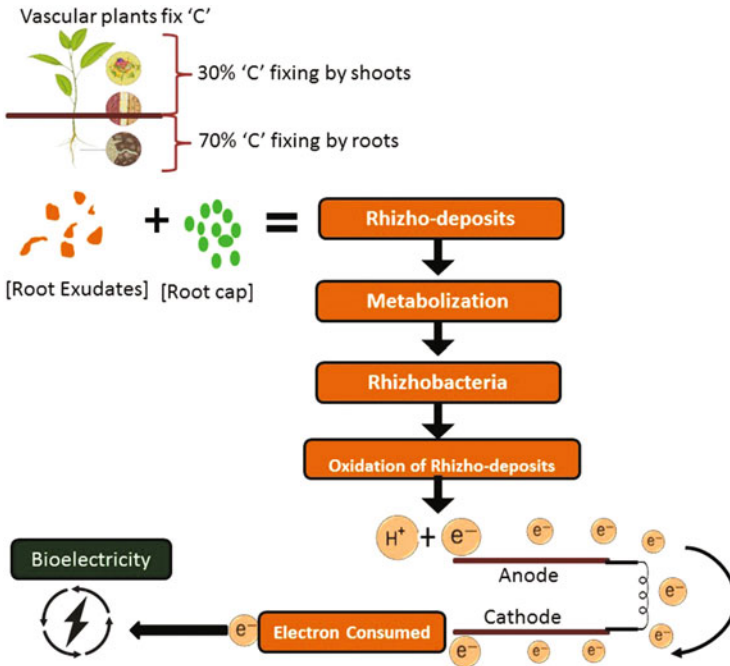 Vascular plants fix ‘C’
30% ‘C’ fixing by shoots
70% ‘C’ fixing by roots
+
=
[Root Exudates]
[Root cap]
Rhizho-deposits
Metabolization
Rhizhobacteria
Oxidation of Rhizho-deposits
H⁺ + e⁻
e⁻
e⁻
e⁻
Anode
e⁻
Bioelectricity
Cathode
e⁻
e⁻
Electron Consumed
e⁻
e⁻
e⁻